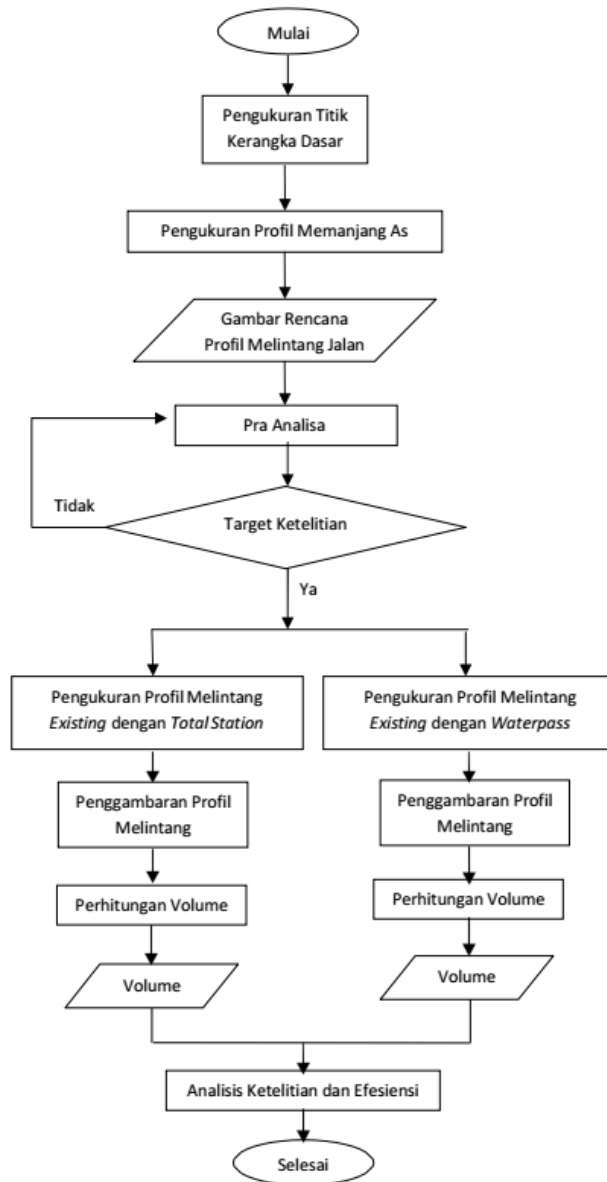 Mulai
Pengukuran Titik
Kerangka Dasar
Pengukuran Profil Memanjang As
Gambar Rencana
Profil Melintang Jalan
Pra Analisa
Tidak
Target Ketelitian
Ya
Pengukuran Profil Melintang
Existing dengan Total Station
Pengukuran Profil Melintang
Existing dengan Waterpass
Penggambaran Profil
Melintang
Penggambaran Profil
Melintang
Perhitungan Volume
Perhitungan Volume
Volume
Volume
Analisis Ketelitian dan Efesiensi
Selesai